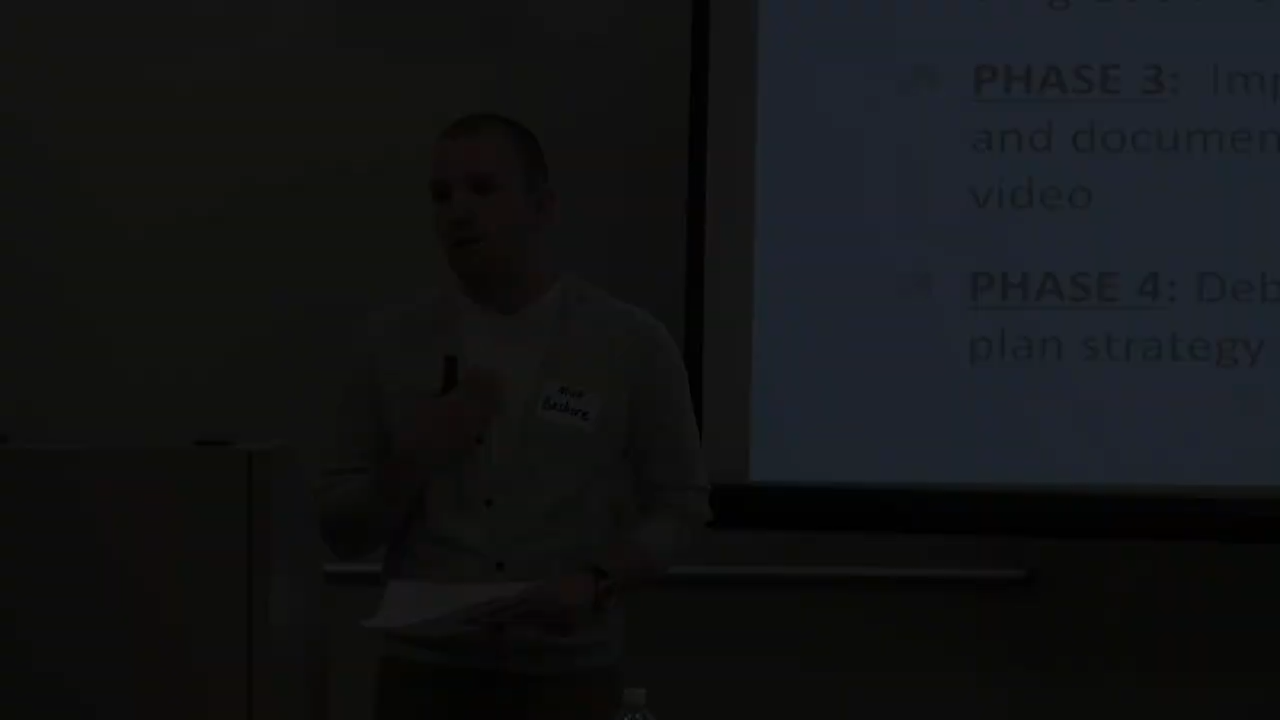 PHASE 3: Imp
and documen
video
PHASE 4: Deb
plan strategy